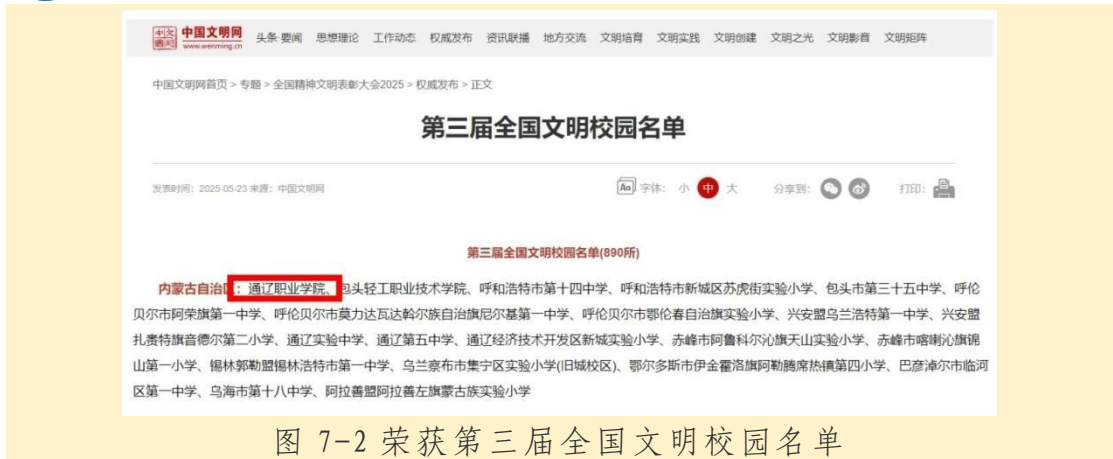 中国文明网 头条·要闻 思想理论 工作动态 权威发布 资讯联播 地方交流 文明培育 文明实践 文明创建 文明之光 文明影音 文明矩阵
www.wenming.cn
中国文明网首页 > 专题 > 全国精神文明表彰大会2025 > 权威发布 > 正文
第三届全国文明校园名单
发表时间：2025-05-23 来源：中国文明网 Aa 字体： 小 中 大 分享到： 打印：
第三届全国文明校园名单(890所)
内蒙古自治区：通辽职业学院、包头轻工职业技术学院、呼和浩特市第十四中学、呼和浩特市新城区苏虎街实验小学、包头市第三十五中学、呼伦
贝尔市阿荣旗第一中学、呼伦贝尔市莫力达瓦达斡尔族自治旗尼尔基第一中学、呼伦贝尔市鄂伦春自治旗实验小学、兴安盟乌兰浩特第一中学、兴安盟
扎赉特旗音德尔第二小学、通辽实验中学、通辽第五中学、通辽经济技术开发区新城实验小学、赤峰市阿鲁科尔沁旗天山实验小学、赤峰市喀喇沁旗锦
山第一小学、锡林郭勒盟锡林浩特市第一中学、乌兰察布市集宁区实验小学(旧城校区)、鄂尔多斯市伊金霍洛旗阿勒腾席热镇第四小学、巴彦淖尔市临河
区第一中学、乌海市第十八中学、阿拉善盟阿拉善左旗蒙古族实验小学
图 7-2 荣获第三届全国文明校园名单